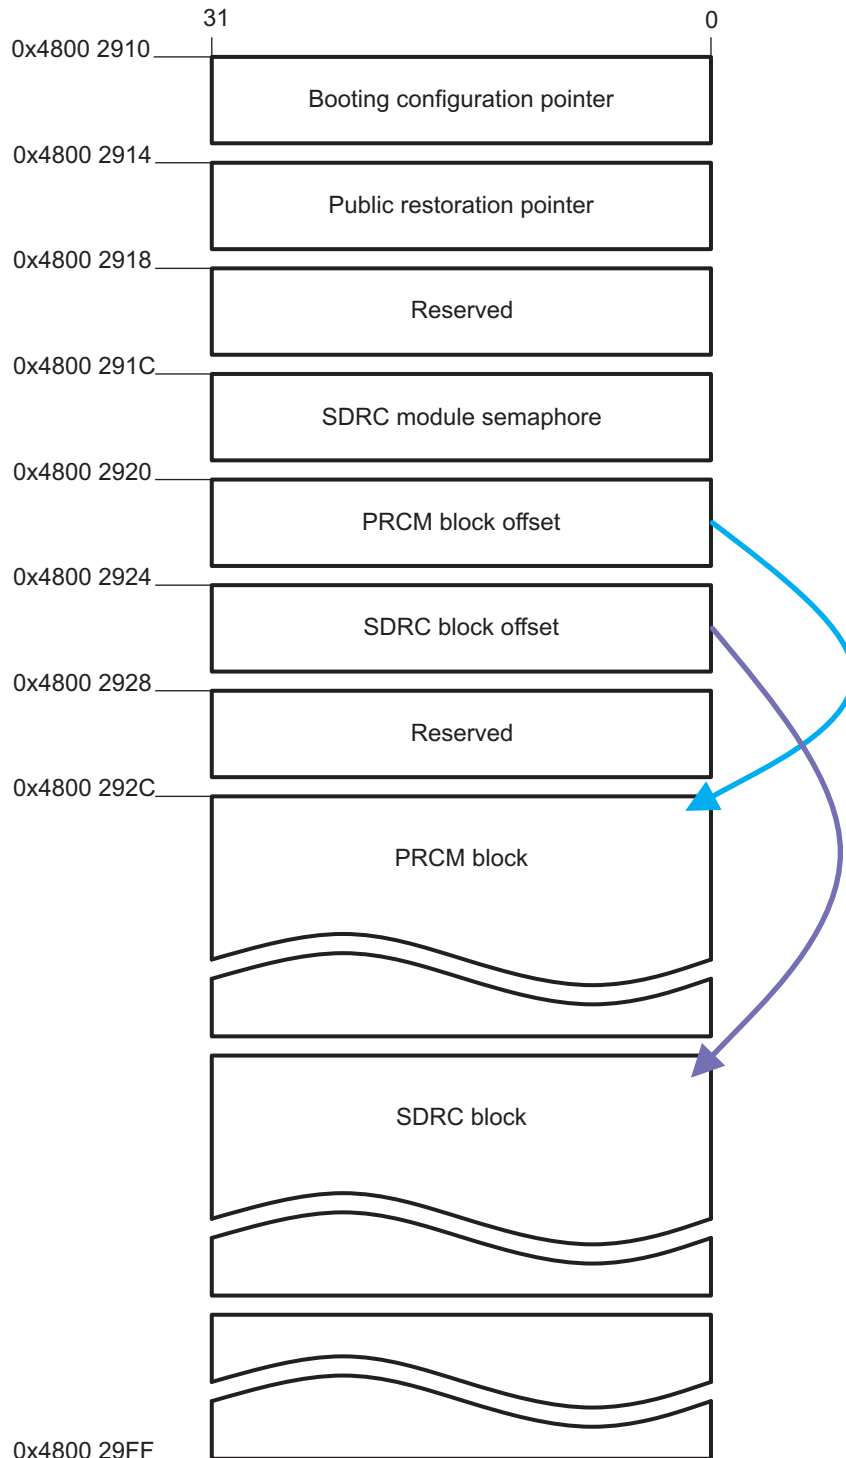 31 0
0x4800 2910
Booting configuration pointer
0x4800 2914
Public restoration pointer
0x4800 2918
Reserved
0x4800 291C
SDRC module semaphore
0x4800 2920
PRCM block offset
0x4800 2924
SDRC block offset
0x4800 2928
Reserved
0x4800 292C
PRCM block
SDRC block
0x4800 29FF